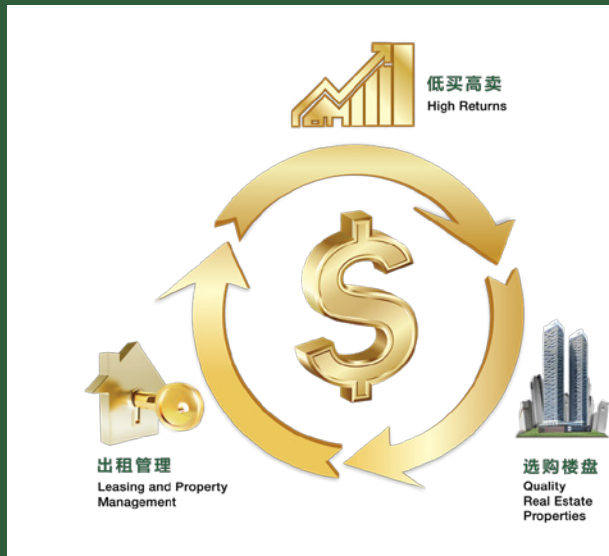 低买高卖
High Returns
出租管理
Leasing and Property
Management
选购楼盘
Quality
Real Estate
Properties